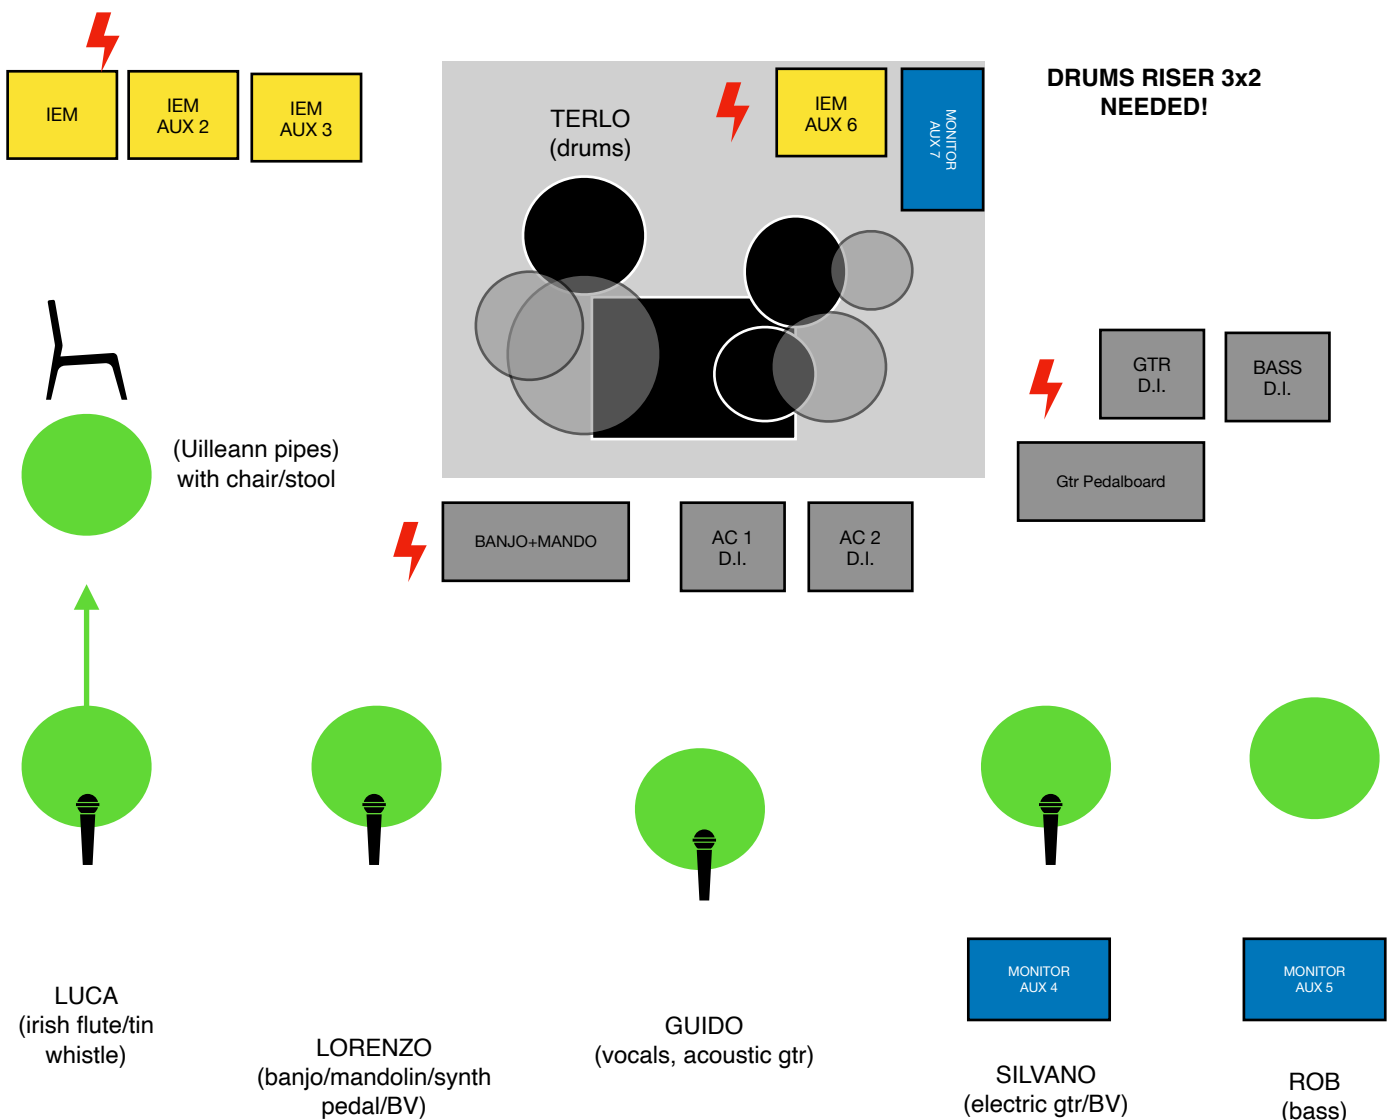 IEM
IEM
AUX 2
IEM
AUX 3
TERLO
(drums)
IEM
AUX 6
MONITOR
AUX 7
DRUMS RISER 3x2
NEEDED!
GTR
D.I.
BASS
D.I.
(Uilleann pipes)
with chair/stool
Gtr Pedalboard
BANJO+MANDO
AC 1
D.I.
AC 2
D.I.
MONITOR
AUX 4
MONITOR
AUX 5
LUCA
(irish flute/tin
whistle)
LORENZO
(banjo/mandolin/synth
pedal/BV)
GUIDO
(vocals, acoustic gtr)
SILVANO
(electric gtr/BV)
ROB
(bass)